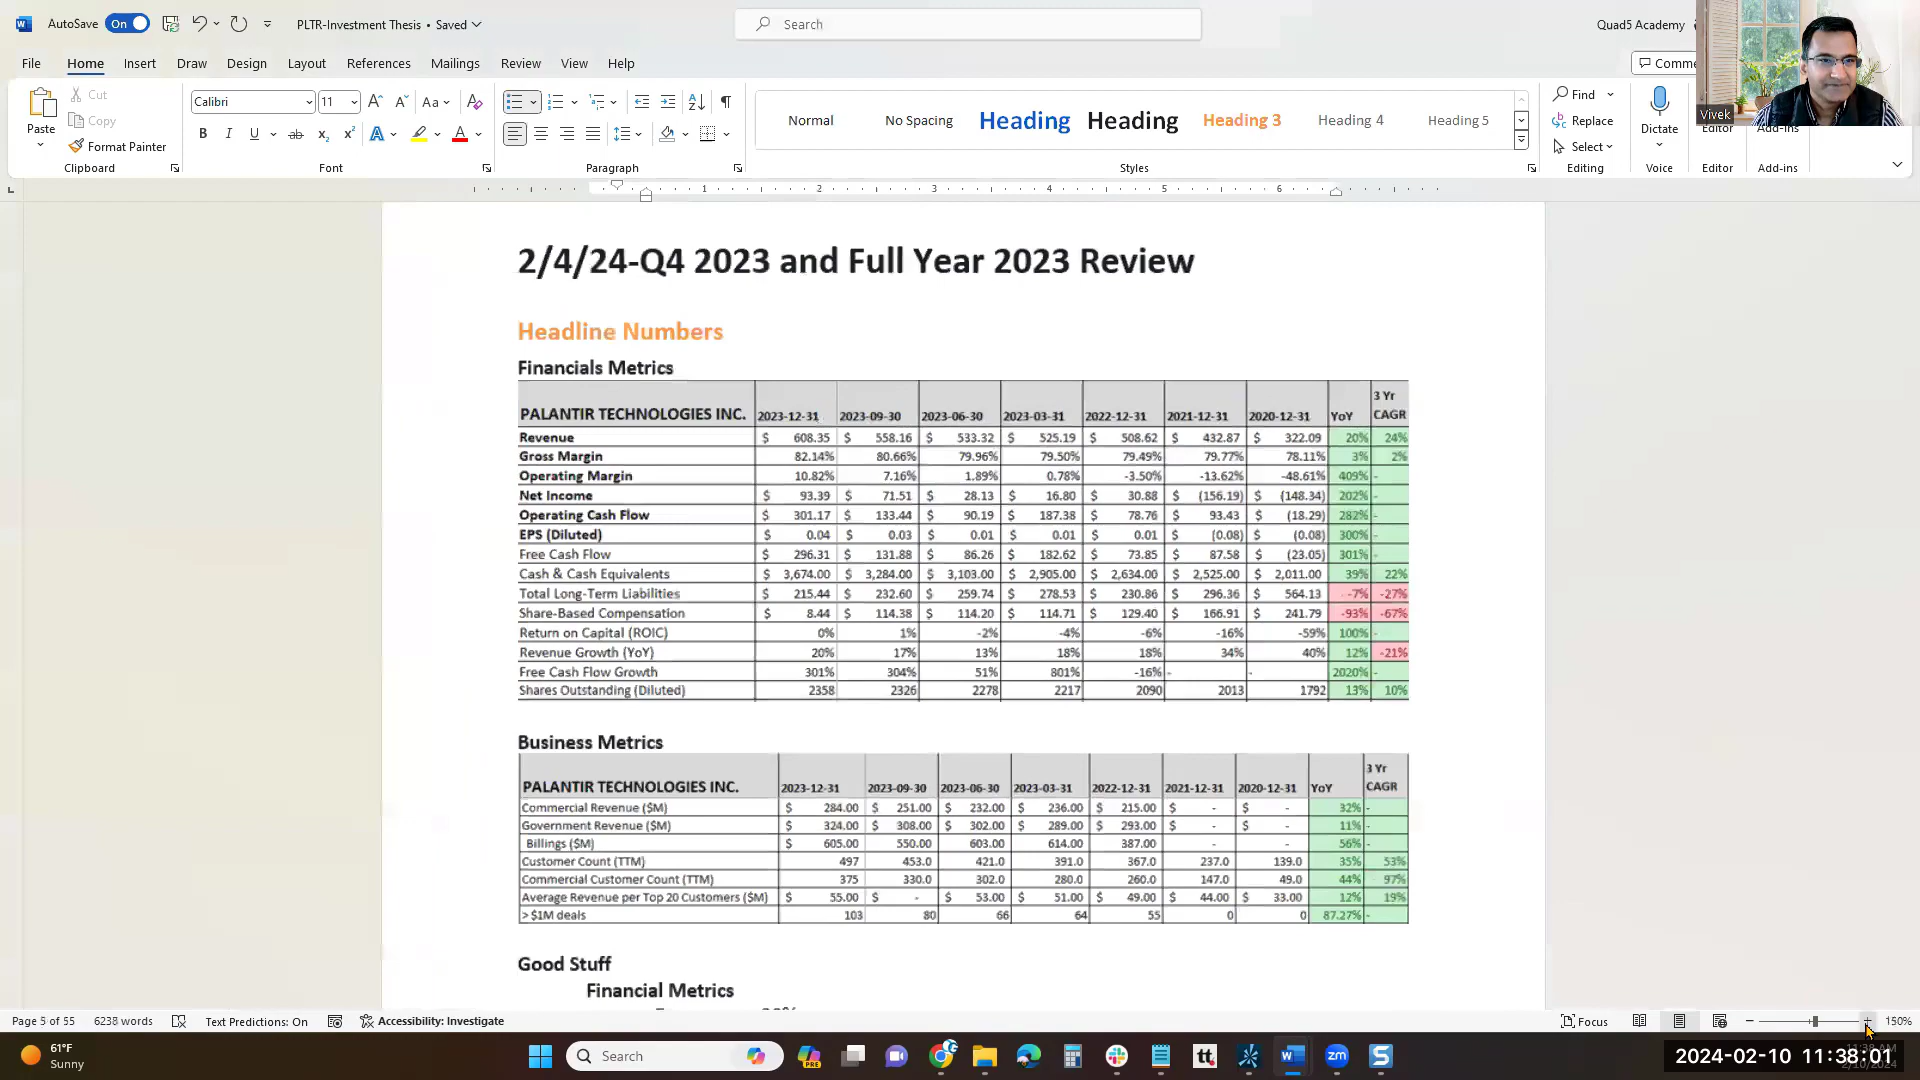 AutoSave On PLTR-Investment Thesis • Saved Search Quad5 Academy
File Home Insert Draw Design Layout References Mailings Review View Help
Paste Cut Copy Format Painter
Calibri 11
Normal No Spacing Heading Heading Heading 3 Heading 4 Heading 5
Find Replace Select Dictate
Vivek
Clipboard Font Paragraph Styles Editing Voice Editor Add-ins
1 2 3 4 5 6
2/4/24-Q4 2023 and Full Year 2023 Review
Headline Numbers
Financials Metrics
PALANTIR TECHNOLOGIES INC. 2023-12-31 2023-09-30 2023-06-30 2023-03-31 2022-12-31 2021-12-31 2020-12-31 YoY 3 Yr CAGR
Revenue $ 608.35 $ 558.16 $ 533.32 $ 525.19 $ 508.62 $ 432.87 $ 322.09 20% 24%
Gross Margin 82.14% 80.66% 79.96% 79.50% 79.49% 79.77% 78.11% 3% 2%
Operating Margin 10.82% 7.16% 1.89% 0.78% -3.50% -13.62% -48.61% 409% -
Net Income $ 93.39 $ 71.51 $ 28.13 $ 16.80 $ 30.88 $ (156.19) $ (148.34) 202% -
Operating Cash Flow $ 301.17 $ 133.44 $ 90.19 $ 187.38 $ 78.76 $ 93.43 $ (18.29) 282% -
EPS (Diluted) $ 0.04 $ 0.03 $ 0.01 $ 0.01 $ 0.01 $ (0.08) $ (0.08) 300% -
Free Cash Flow $ 296.31 $ 131.88 $ 86.26 $ 182.62 $ 73.85 $ 87.58 $ (23.05) 301% -
Cash & Cash Equivalents $ 3,674.00 $ 3,284.00 $ 3,103.00 $ 2,905.00 $ 2,634.00 $ 2,525.00 $ 2,011.00 39% 22%
Total Long-Term Liabilities $ 215.44 $ 232.60 $ 259.74 $ 278.53 $ 230.86 $ 296.36 $ 564.13 -7% -27%
Share-Based Compensation $ 8.44 $ 114.38 $ 114.20 $ 114.71 $ 129.40 $ 166.91 $ 241.79 -93% -67%
Return on Capital (ROIC) 0% 1% -2% -4% -6% -16% -59% 100% -
Revenue Growth (YoY) 20% 17% 13% 18% 18% 34% 40% 12% -21%
Free Cash Flow Growth 301% 304% 51% 801% -16% - - 2020% -
Shares Outstanding (Diluted) 2358 2326 2278 2217 2090 2013 1792 13% 10%
Business Metrics
PALANTIR TECHNOLOGIES INC. 2023-12-31 2023-09-30 2023-06-30 2023-03-31 2022-12-31 2021-12-31 2020-12-31 YoY 3 Yr CAGR
Commercial Revenue ($M) $ 284.00 $ 251.00 $ 232.00 $ 236.00 $ 215.00 $ - $ - 32% -
Government Revenue ($M) $ 324.00 $ 308.00 $ 302.00 $ 289.00 $ 293.00 $ - $ - 11% -
Billings ($M) $ 605.00 550.00 603.00 614.00 387.00 - - 56% -
Customer Count (TTM) 497 453.0 421.0 391.0 367.0 237.0 139.0 35% 53%
Commercial Customer Count (TTM) 375 330.0 302.0 280.0 260.0 147.0 49.0 44% 97%
Average Revenue per Top 20 Customers ($M) $ 55.00 $ - $ 53.00 $ 51.00 $ 49.00 $ 44.00 $ 33.00 12% 19%
> $1M deals 103 80 66 64 55 0 0 87.27% -
Good Stuff
Financial Metrics
Page 5 of 55 6238 words Text Predictions: On Accessibility: Investigate Focus 150%
61°F
Sunny
Search
2024-02-10 11:38:01